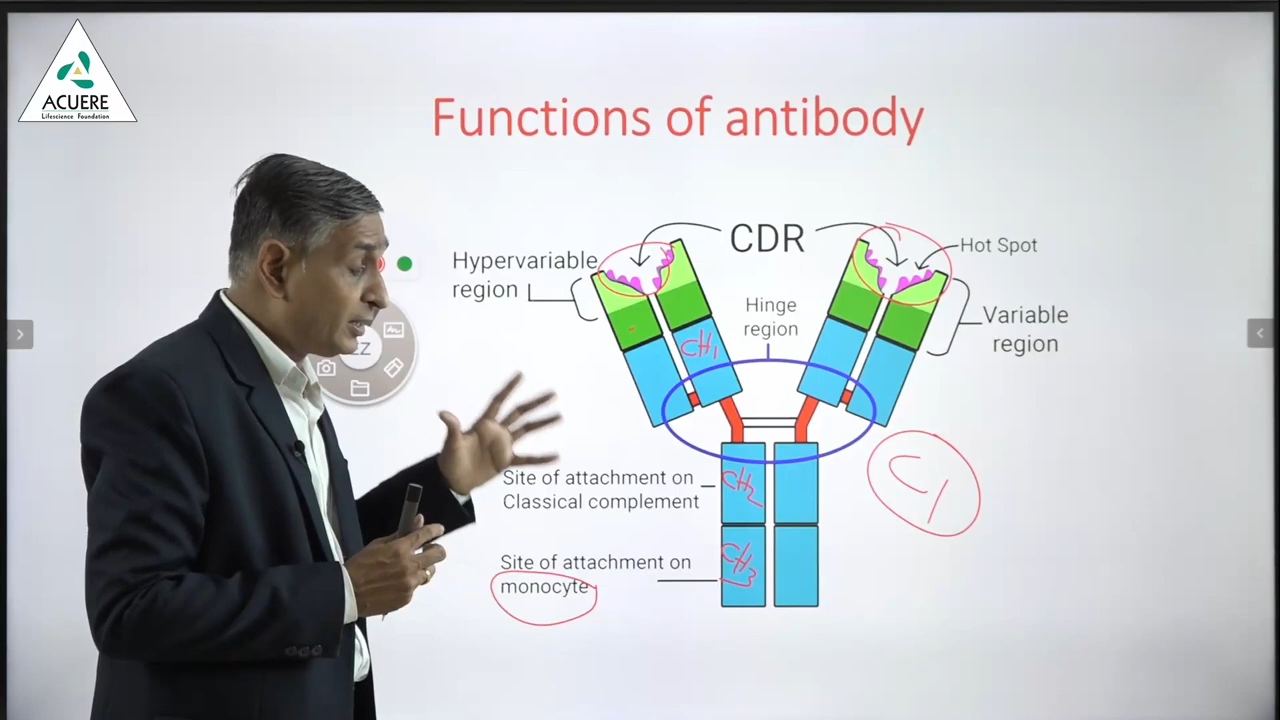 ACUERE
Lifescience Foundation
Functions of antibody
CDR
Hot Spot
Hypervariable
region
Hinge
region
Variable
region
CH1
Site of attachment on
Classical complement
CH2
C1
Site of attachment on
monocyte
CH3
ZZ